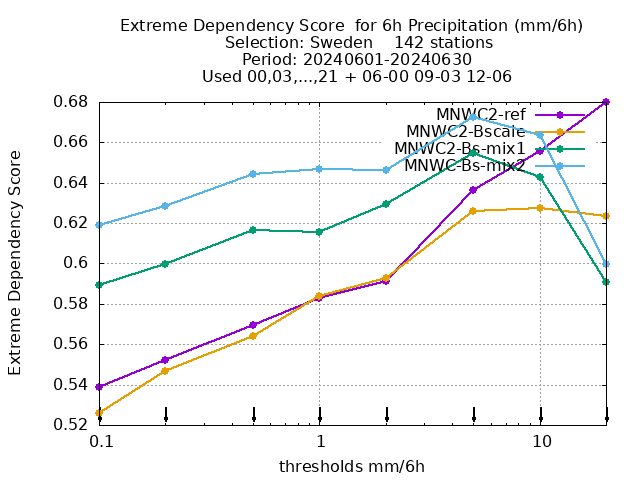 Extreme Dependency Score  for 6h Precipitation (mm/6h)
Selection: Sweden    142 stations
Period: 20240601-20240630
Used 00,03,...,21 + 06-00 09-03 12-06
MNWC2-ref
MNWC2-Bscale
MNWC2-Bs-mix1
MNWC-Bs-mix2
Extreme Dependency Score
0.68
0.66
0.64
0.62
0.6
0.58
0.56
0.54
0.52
0.1
1
10
thresholds mm/6h